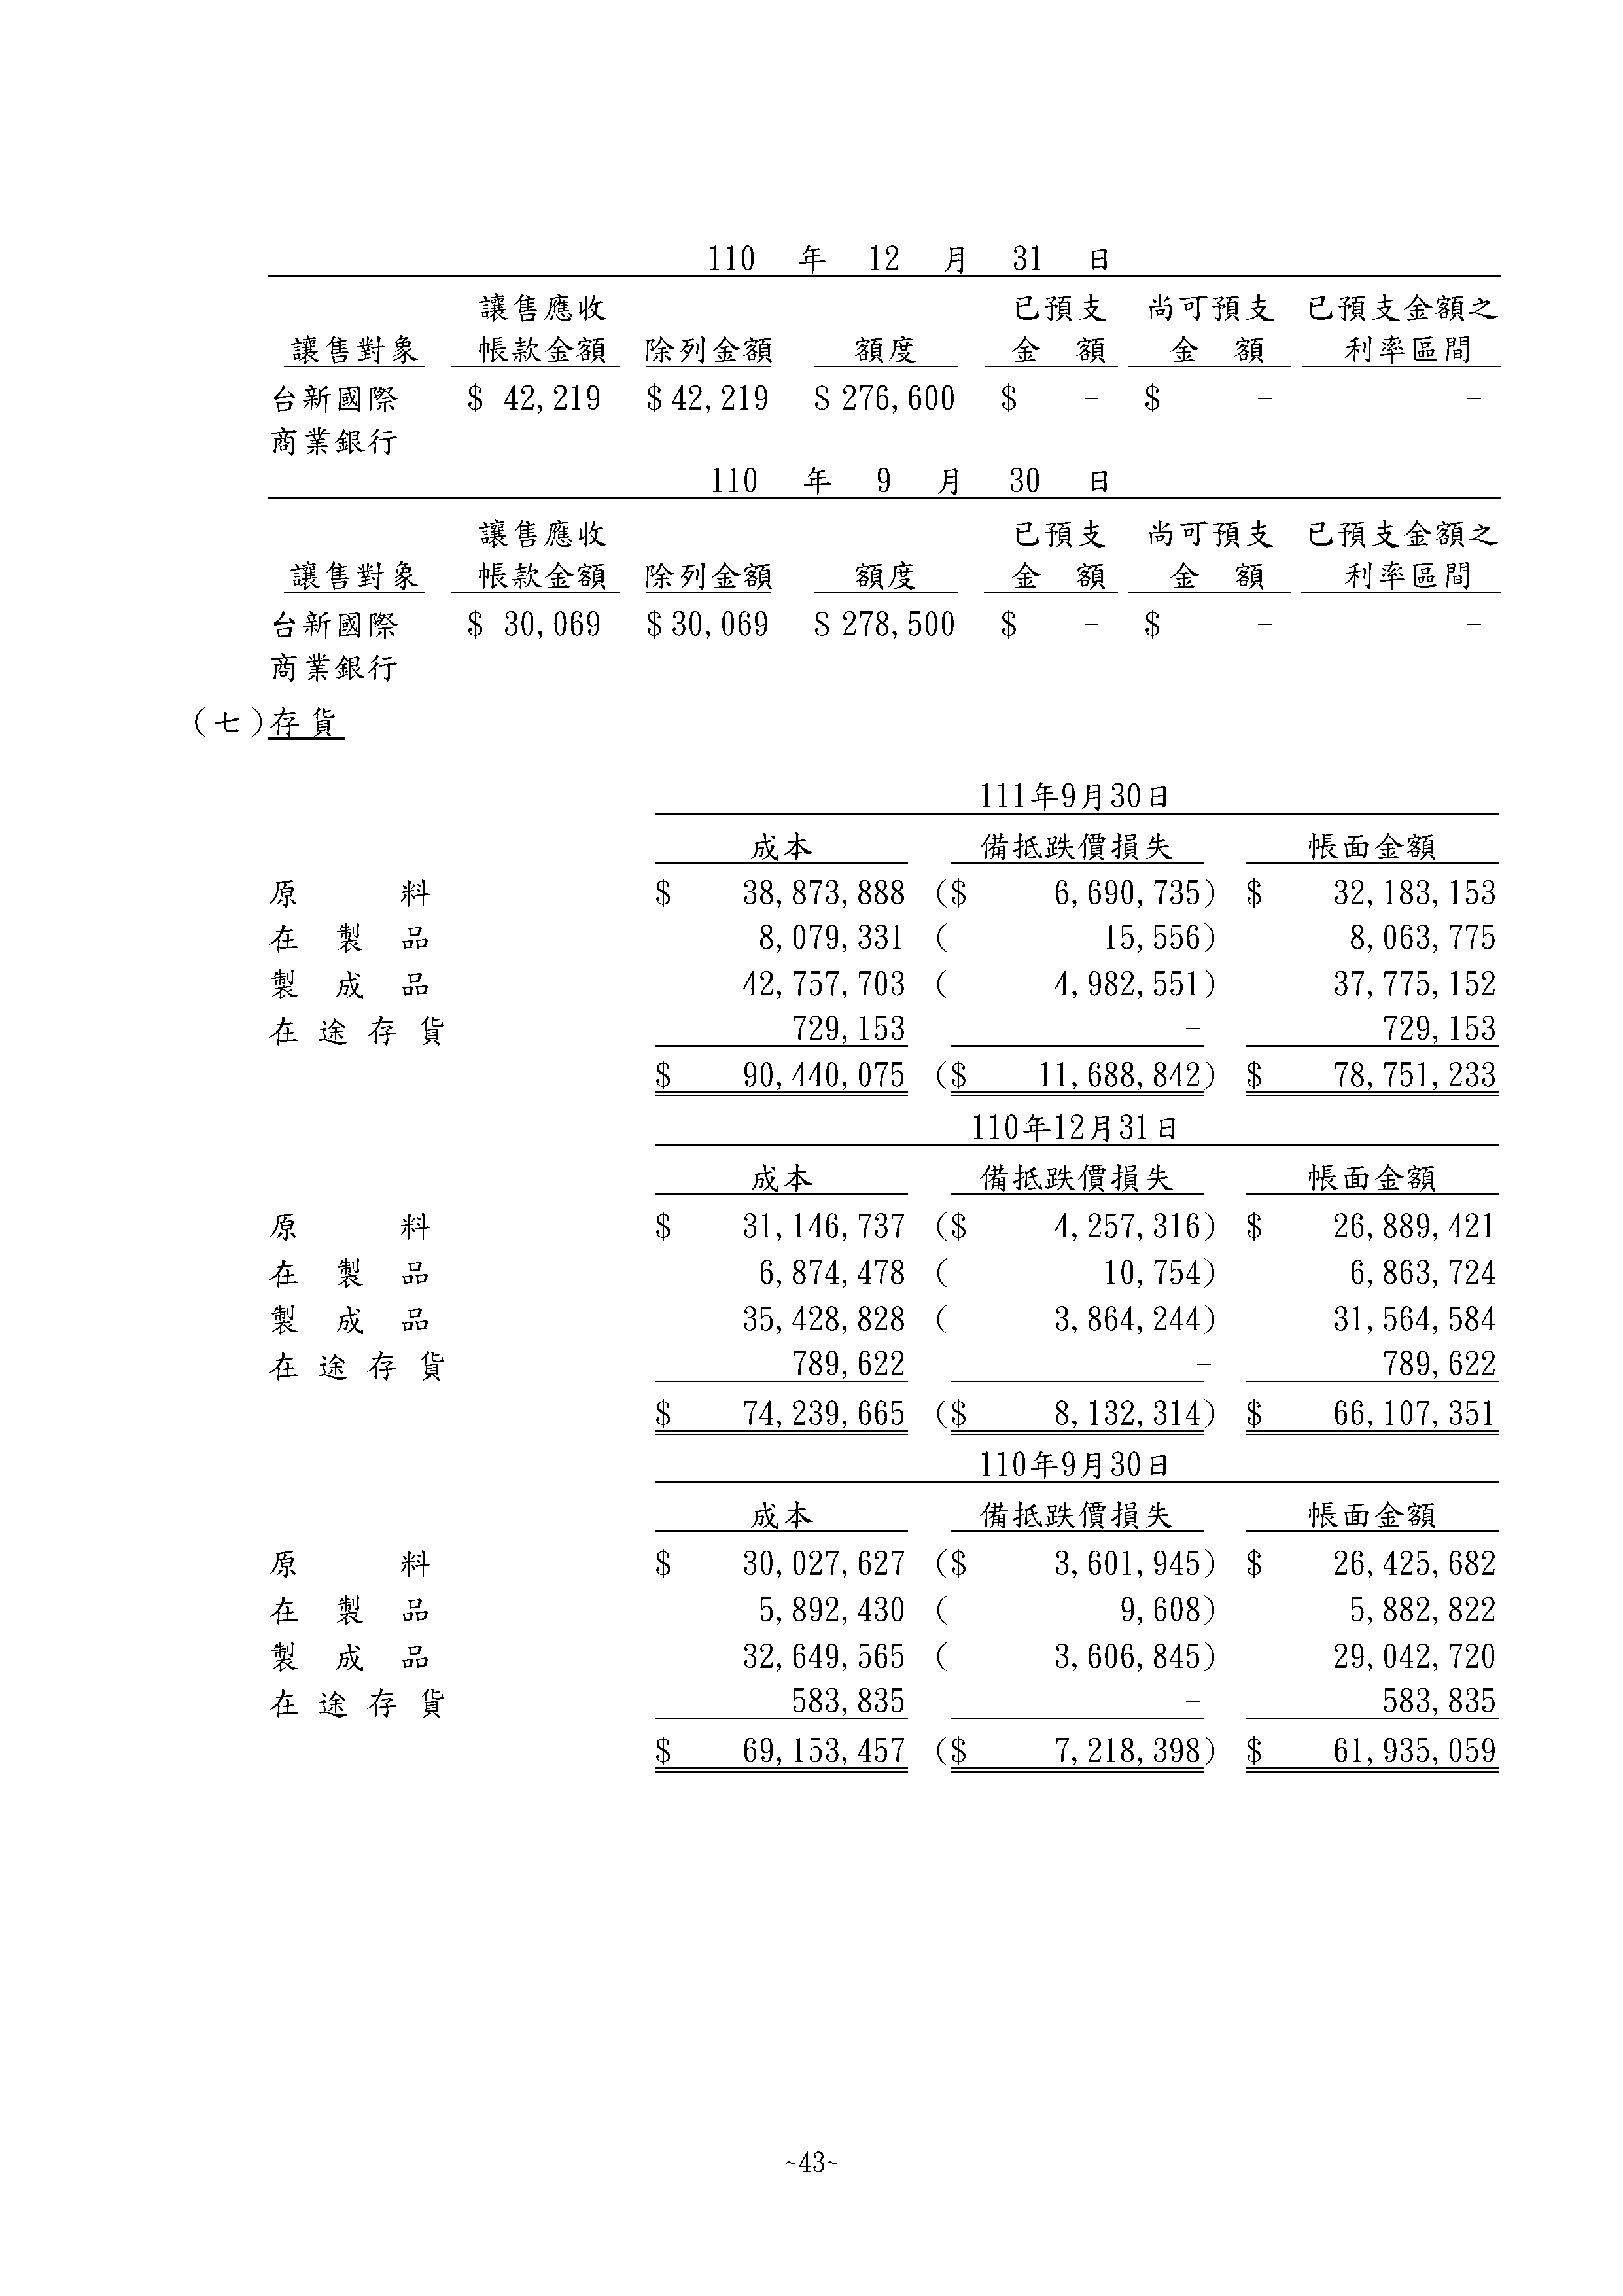 110 年 12 月 31 日
讓售應收 已預支 尚可預支 已預支金額之
讓售對象 帳款金額 除列金額 額度 金 額 金 額 利率區間
台新國際 $ 42,219 $ 42,219 $ 276,600 $ - $ - -
商業銀行
110 年 9 月 30 日
讓售應收 已預支 尚可預支 已預支金額之
讓售對象 帳款金額 除列金額 額度 金 額 金 額 利率區間
台新國際 $ 30,069 $ 30,069 $ 278,500 $ - $ - -
商業銀行
(七)存貨
111年9月30日
成本 備抵跌價損失 帳面金額
原 料 $ 38,873,888 ($ 6,690,735) $ 32,183,153
在 製 品 8,079,331 ( 15,556) 8,063,775
製 成 品 42,757,703 ( 4,982,551) 37,775,152
在 途 存 貨 729,153 - 729,153
$ 90,440,075 ($ 11,688,842) $ 78,751,233
110年12月31日
成本 備抵跌價損失 帳面金額
原 料 $ 31,146,737 ($ 4,257,316) $ 26,889,421
在 製 品 6,874,478 ( 10,754) 6,863,724
製 成 品 35,428,828 ( 3,864,244) 31,564,584
在 途 存 貨 789,622 - 789,622
$ 74,239,665 ($ 8,132,314) $ 66,107,351
110年9月30日
成本 備抵跌價損失 帳面金額
原 料 $ 30,027,627 ($ 3,601,945) $ 26,425,682
在 製 品 5,892,430 ( 9,608) 5,882,822
製 成 品 32,649,565 ( 3,606,845) 29,042,720
在 途 存 貨 583,835 - 583,835
$ 69,153,457 ($ 7,218,398) $ 61,935,059
~43~